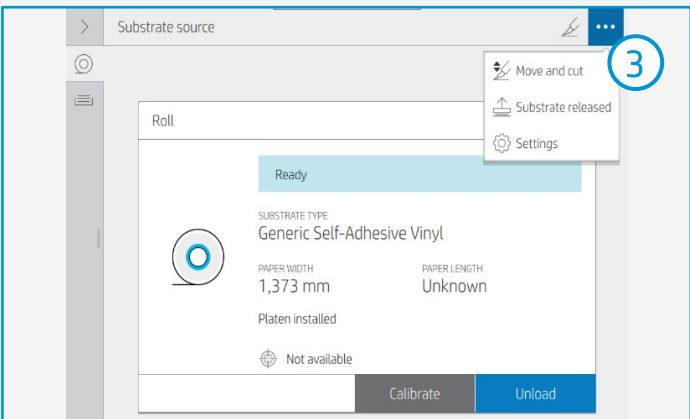 Substrate source
3
Move and cut
Substrate released
Settings
Roll
Ready
SUBSTRATE TYPE
Generic Self-Adhesive Vinyl
PAPER WIDTH PAPER LENGTH
1,373 mm Unknown
Platen installed
Not available
Calibrate Unload